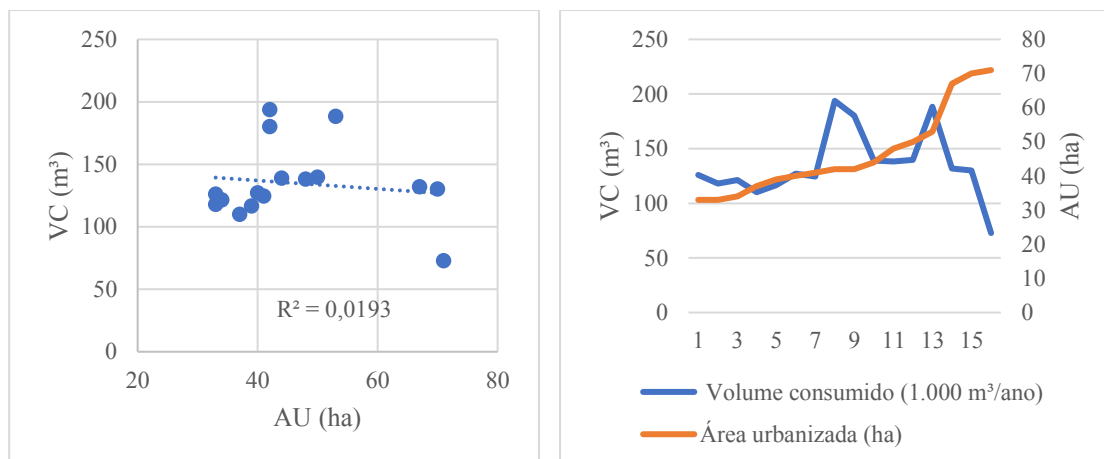 250
200
150
100
50
0
VC (m³)
R² = 0,0193
20 40 60 80
AU (ha)
250
200
150
100
50
0
VC (m³)
80
70
60
50
40
30
20
10
0
AU (ha)
1 3 5 7 9 11 13 15
Volume consumido (1.000 m³/ano)
Área urbanizada (ha)